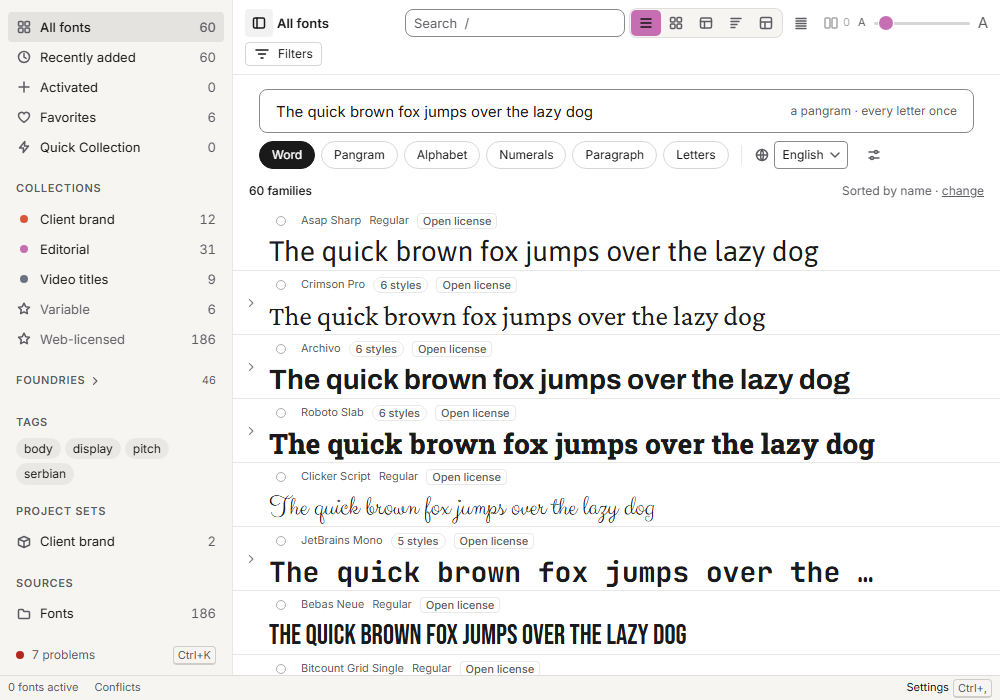 All fonts 60
Recently added 60
Activated 0
Favorites 6
Quick Collection 0
COLLECTIONS
Client brand 12
Editorial 31
Video titles 9
Variable 6
Web-licensed 186
FOUNDRIES 46
TAGS
body display pitch
serbian
PROJECT SETS
Client brand 2
SOURCES
Fonts 186
7 problems Ctrl+K
All fonts Search / 0 A A
Filters
The quick brown fox jumps over the lazy dog a pangram · every letter once
Word Pangram Alphabet Numerals Paragraph Letters English
60 families Sorted by name · change
Asap Sharp Regular Open license
The quick brown fox jumps over the lazy dog
Crimson Pro 6 styles Open license
The quick brown fox jumps over the lazy dog
Archivo 6 styles Open license
The quick brown fox jumps over the lazy dog
Roboto Slab 6 styles Open license
The quick brown fox jumps over the lazy dog
Clicker Script Regular Open license
The quick brown fox jumps over the lazy dog
JetBrains Mono 5 styles Open license
The quick brown fox jumps over the …
Bebas Neue Regular Open license
THE QUICK BROWN FOX JUMPS OVER THE LAZY DOG
Bitcount Grid Single Regular Open license
0 fonts active Conflicts Settings Ctrl+,